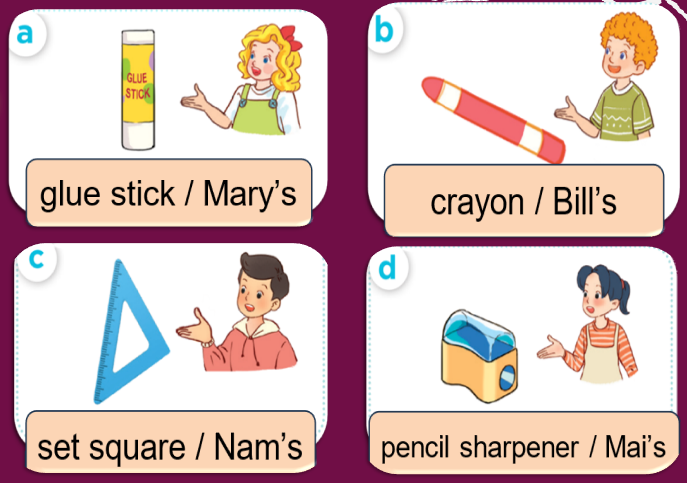 a
GLUE
STICK
glue stick / Mary's
b
crayon / Bill's
c
set square / Nam's
d
pencil sharpener / Mai's